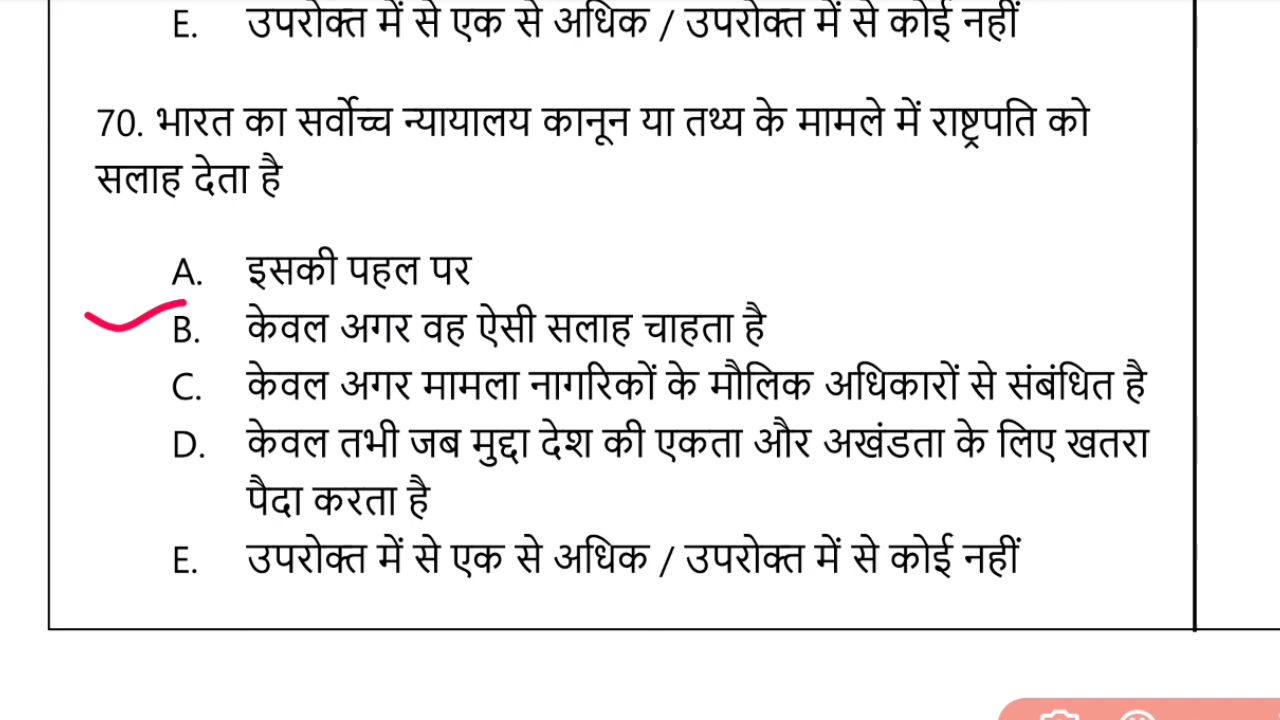 E. उपरोक्त में से एक से अधिक / उपरोक्त में से कोई नहीं
70. भारत का सर्वोच्च न्यायालय कानून या तथ्य के मामले में राष्ट्रपति को
सलाह देता है
A. इसकी पहल पर
B. केवल अगर वह ऐसी सलाह चाहता है
C. केवल अगर मामला नागरिकों के मौलिक अधिकारों से संबंधित है
D. केवल तभी जब मुद्दा देश की एकता और अखंडता के लिए खतरा
पैदा करता है
E. उपरोक्त में से एक से अधिक / उपरोक्त में से कोई नहीं